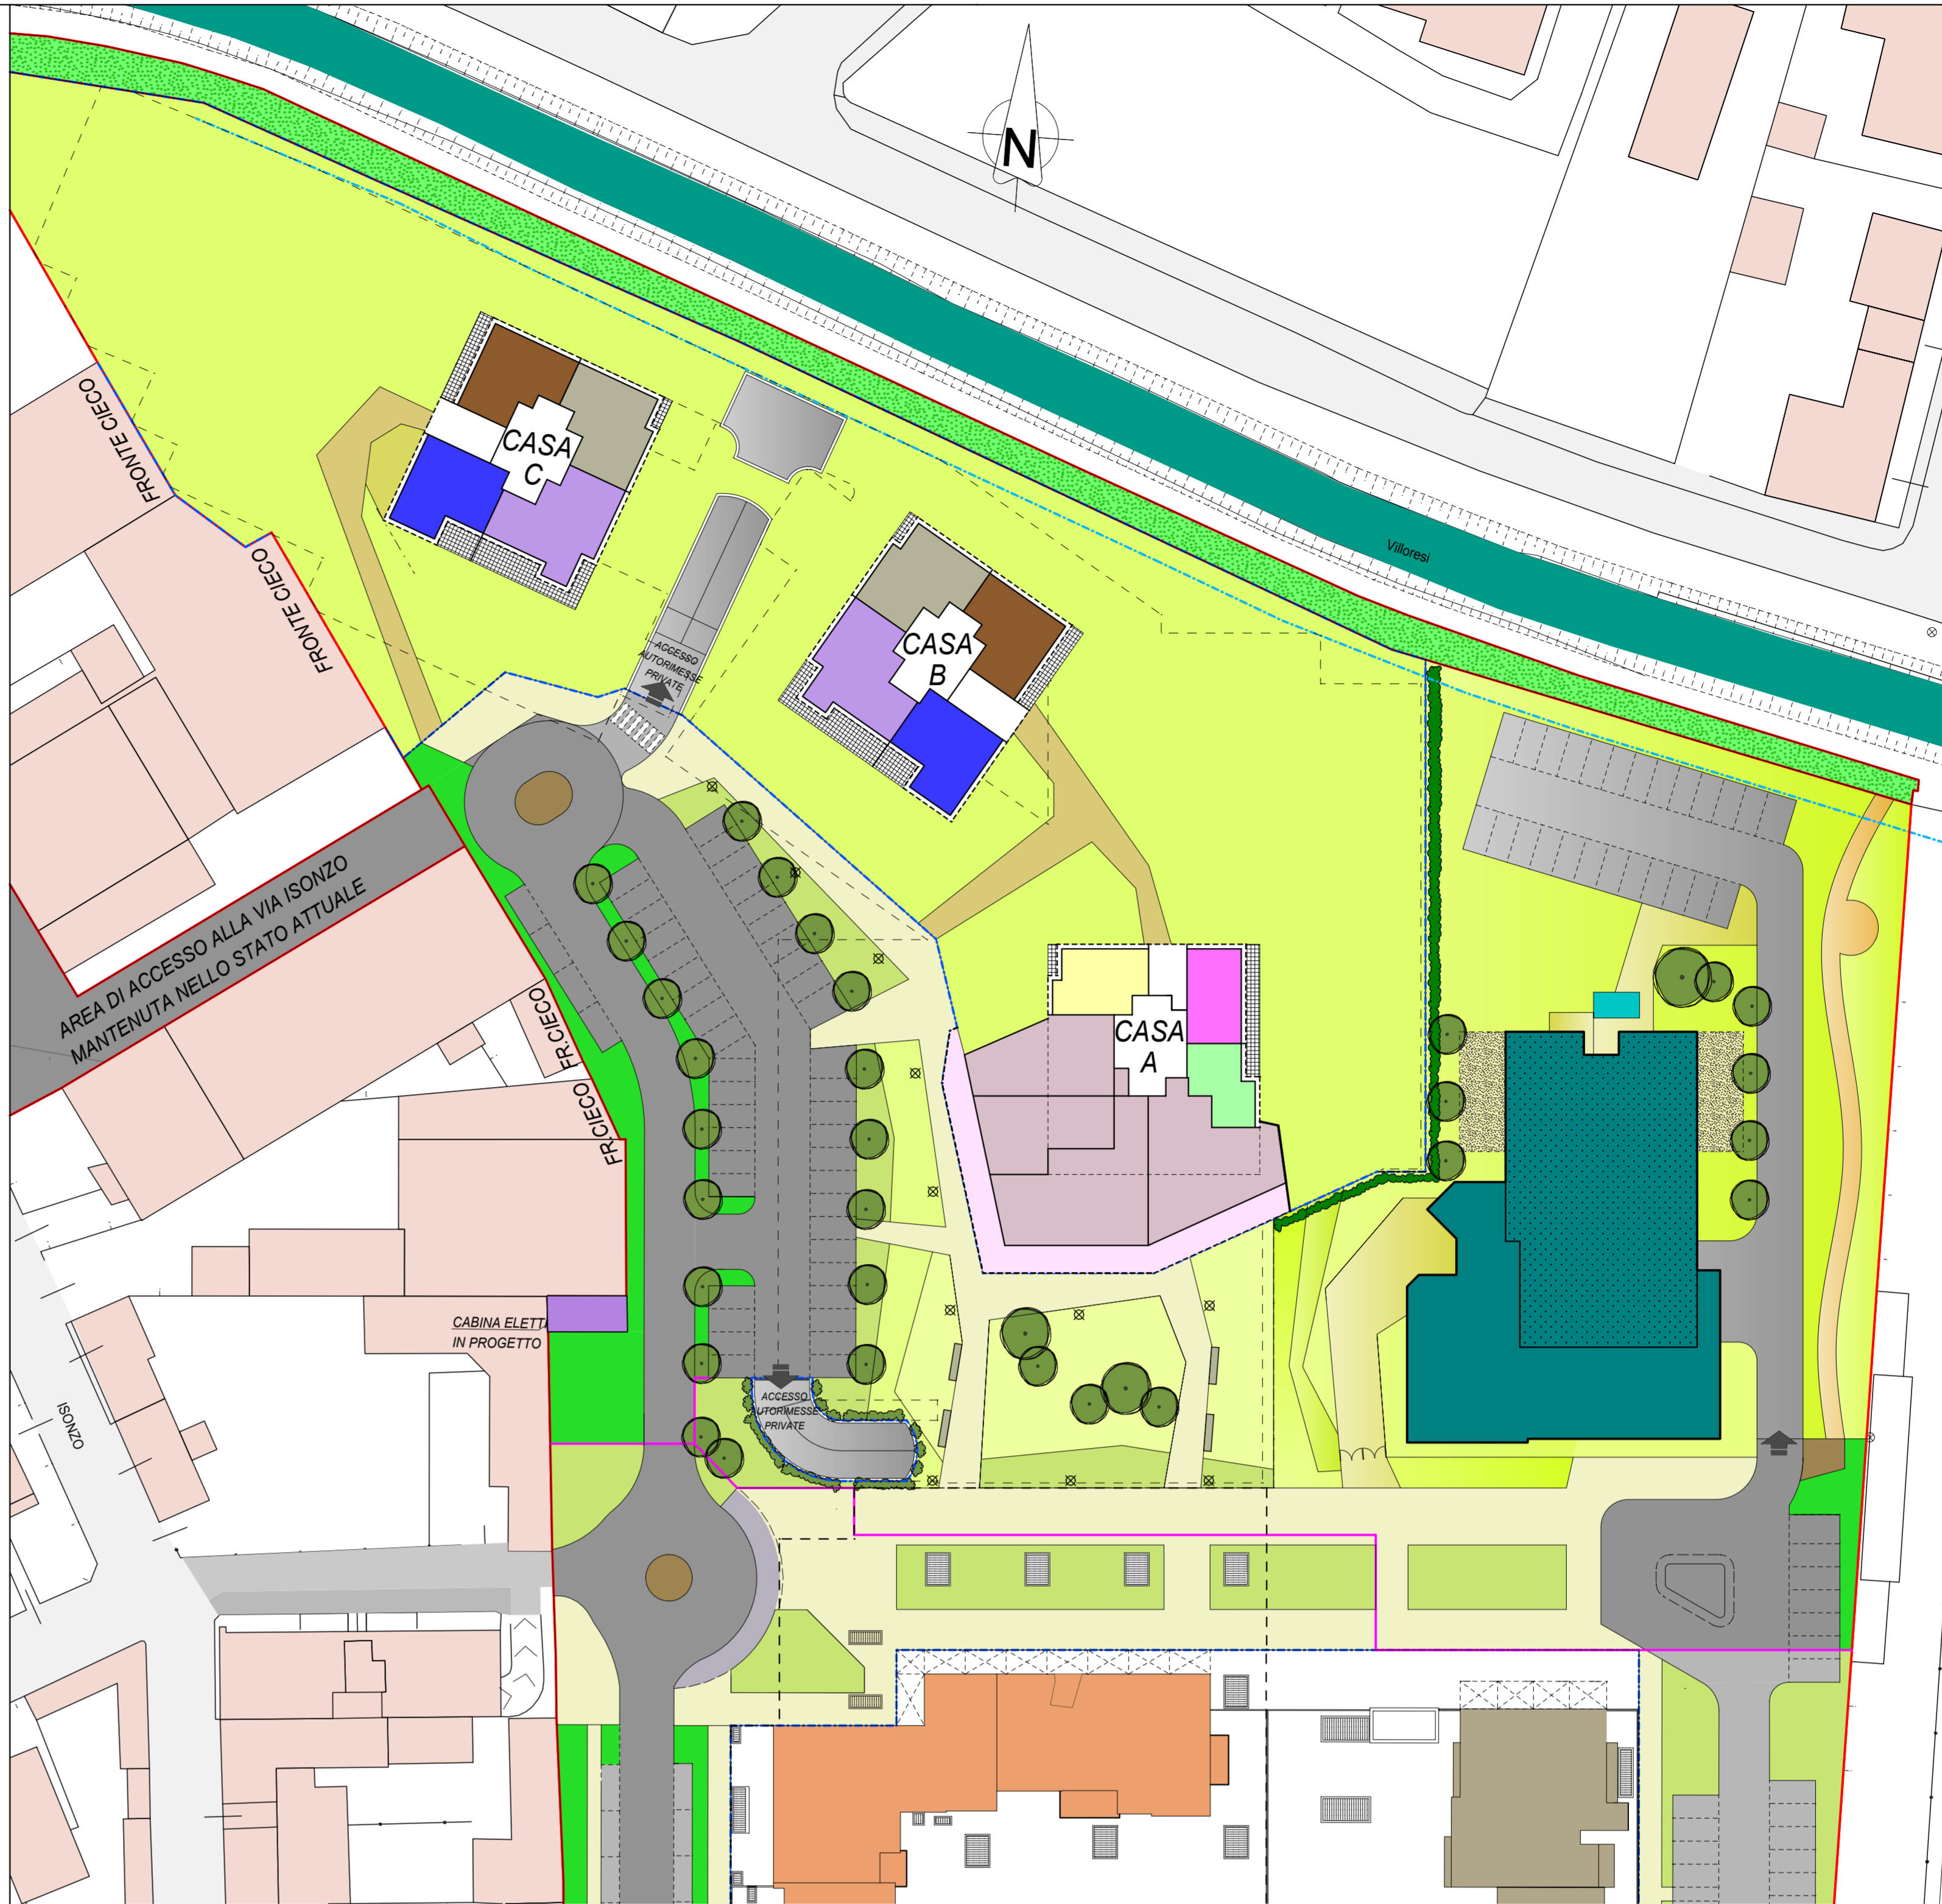 N
FRONTE CIECO
CASA
C
FRONTE CIECO
Villoresi
CASA
B
ACCESSO
AUTORIMESSE
PRIVATE
AREA DI ACCESSO ALLA VIA ISONZO
MANTENUTA NELLO STATO ATTUALE
FR.CIECO
CASA
A
FR.CIECO
CABINA ELETT
IN PROGETTO
ACCESSO
AUTORIMESSE
PRIVATE
OZNOSI